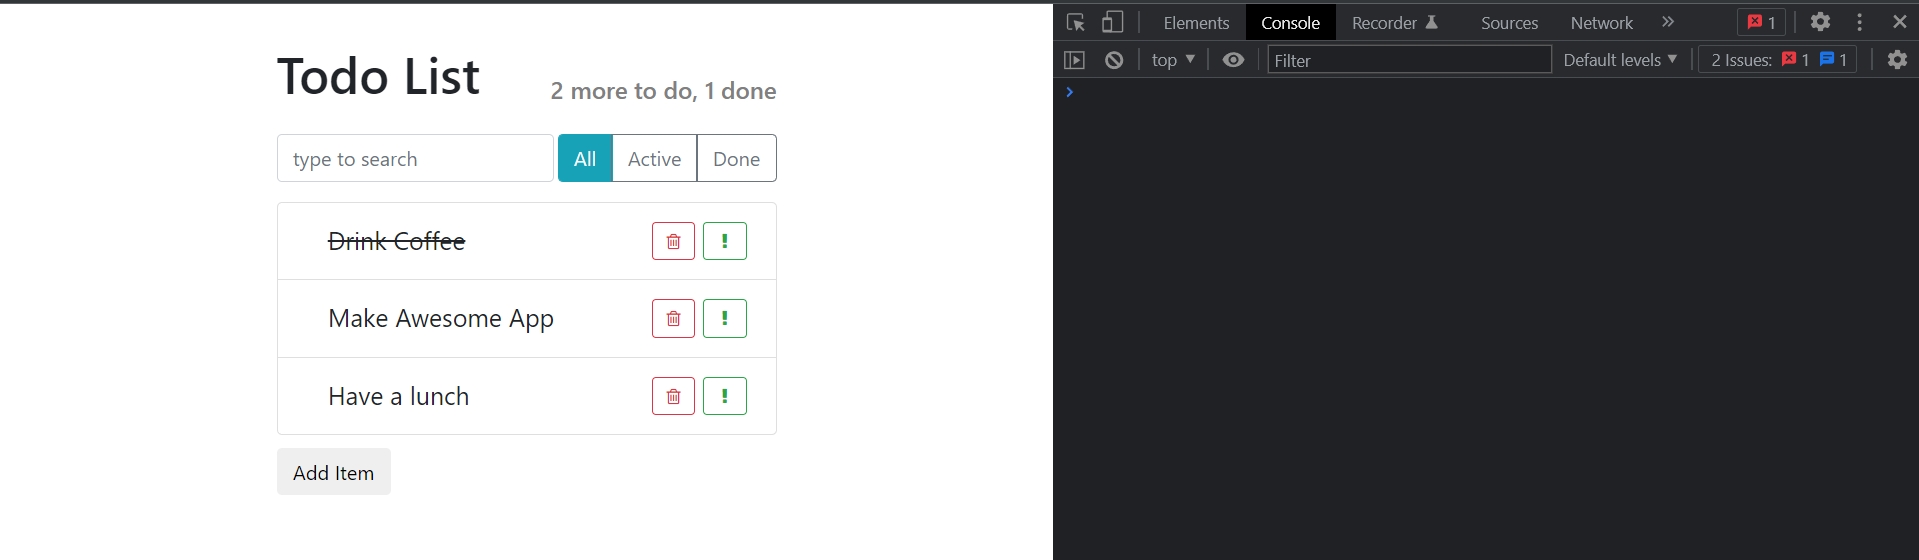 Todo List
2 more to do, 1 done
type to search
All Active Done
Drink Coffee
Make Awesome App
Have a lunch
Add Item
Elements Console Recorder Sources Network 1
top Filter Default levels 2 Issues: 1 1